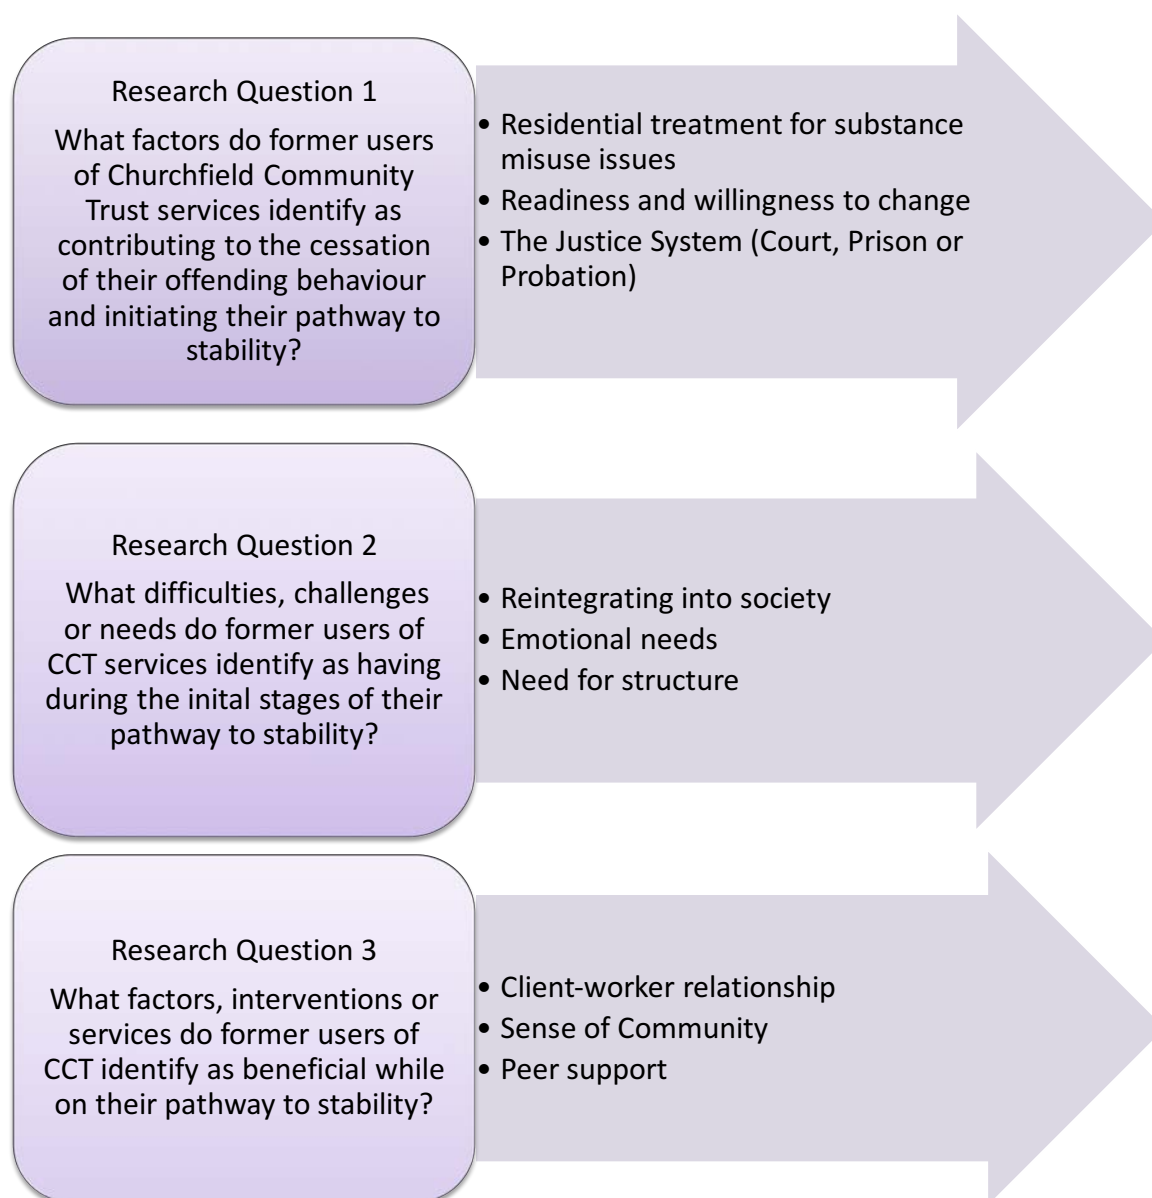 Research Question 1
What factors do former users
of Churchfield Community
Trust services identify as
contributing to the cessation
of their offending behaviour
and initiating their pathway to
stability?
• Residential treatment for substance
misuse issues
• Readiness and willingness to change
• The Justice System (Court, Prison or
Probation)
Research Question 2
What difficulties, challenges
or needs do former users of
CCT services identify as having
during the inital stages of their
pathway to stability?
• Reintegrating into society
• Emotional needs
• Need for structure
Research Question 3
What factors, interventions or
services do former users of
CCT identify as beneficial while
on their pathway to stability?
• Client-worker relationship
• Sense of Community
• Peer support